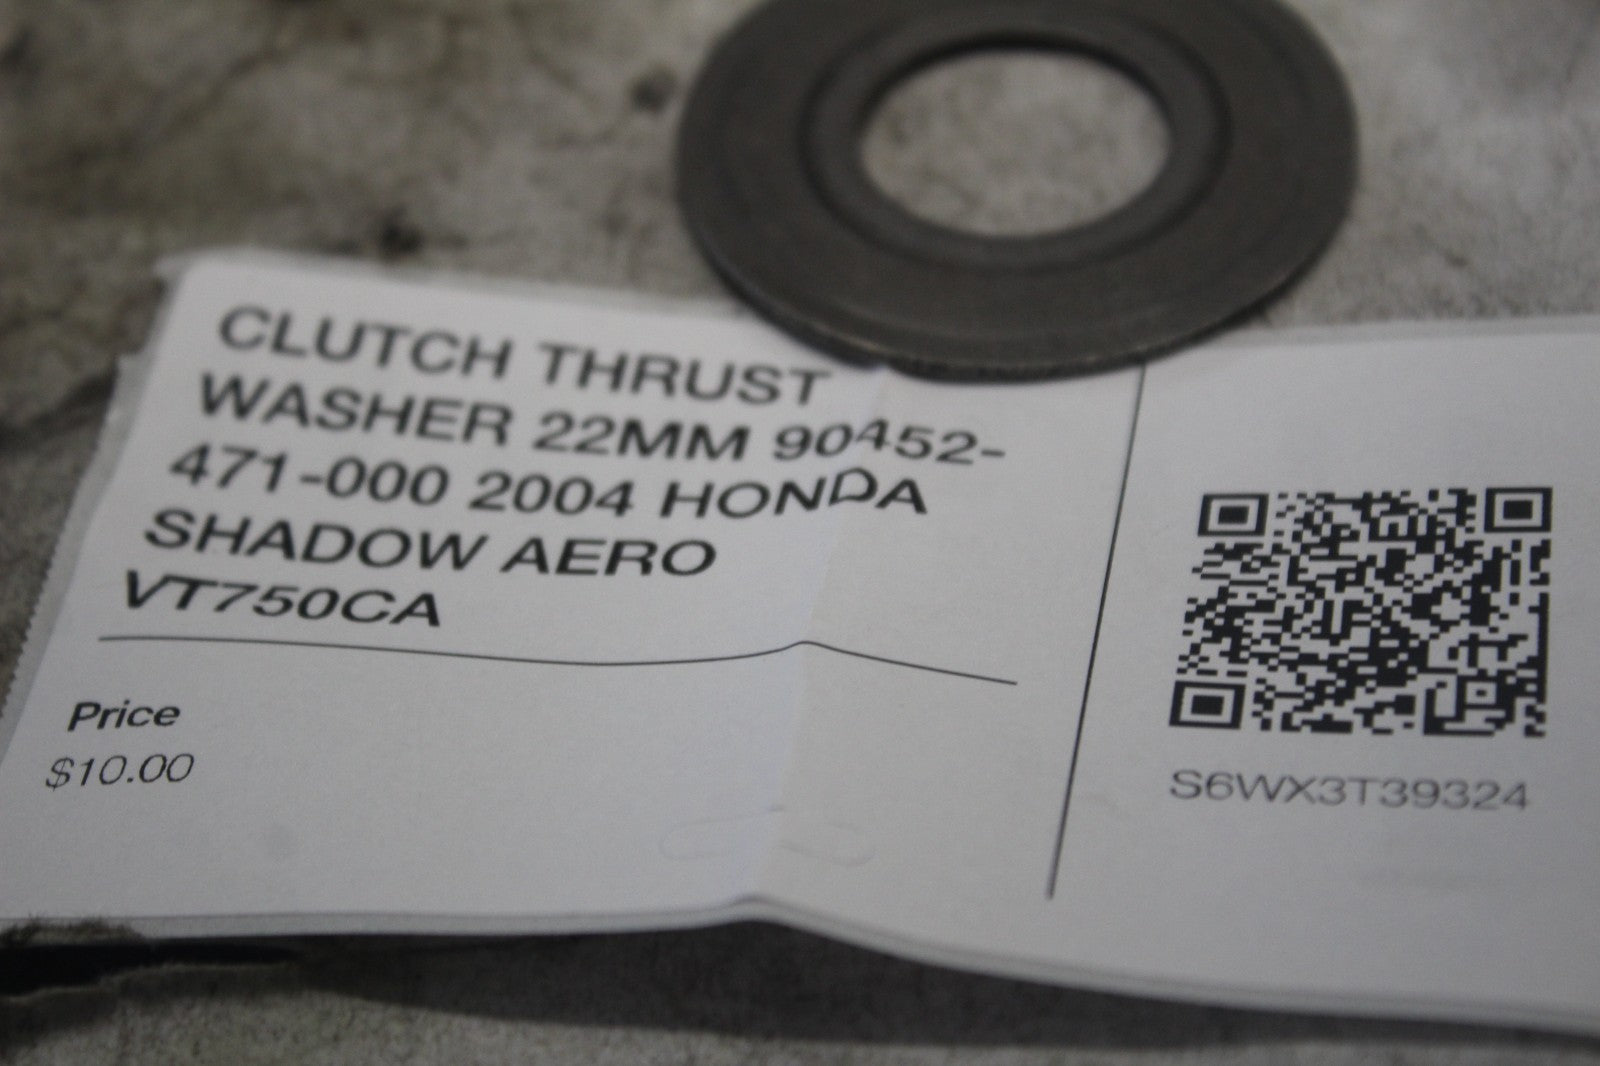 CLUTCH THRUST
WASHER 22MM 90452-
471-000 2004 HONDA
SHADOW AERO
VT750CA
Price
$10.00
S6WX3T39324